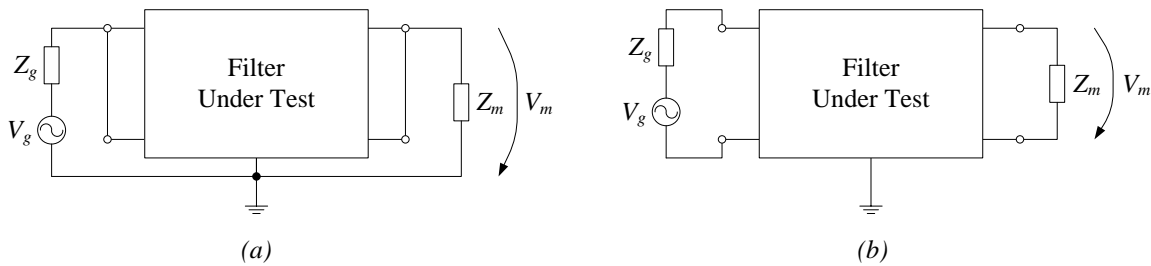 Z_g
V_g
Filter
Under Test
Z_m
V_m
(a)
Z_g
V_g
Filter
Under Test
Z_m
V_m
(b)